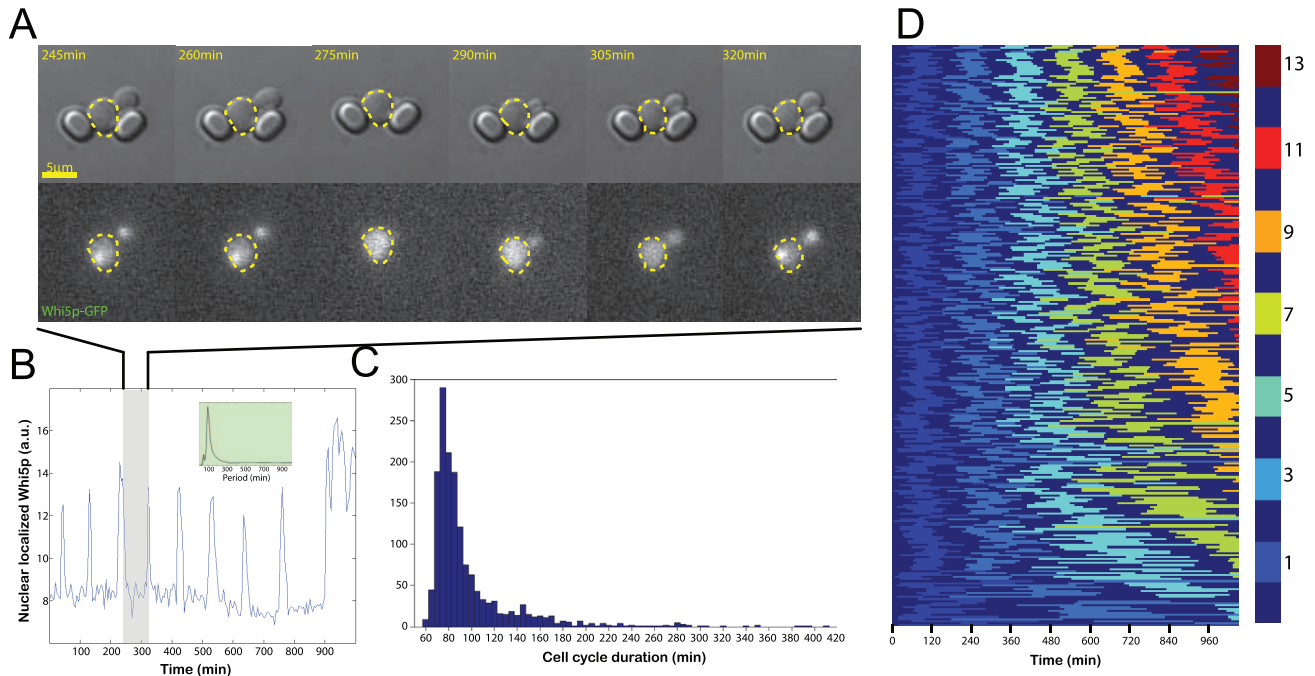 A
245min 260min 275min 290min 305min 320min
5µm
Whi5p-GFP
B
Nuclear localized Whi5p (a.u.)
16
14
12
10
8
100 200 300 400 500 600 700 800 900
Time (min)
100 300 500 700 900
Period (min)
C
300
250
200
150
100
50
0
60 80 100 120 140 160 180 200 220 240 260 280 300 320 340 360 380 400 420
Cell cycle duration (min)
D
0 120 240 360 480 600 720 840 960
Time (min)
13
11
9
7
5
3
1